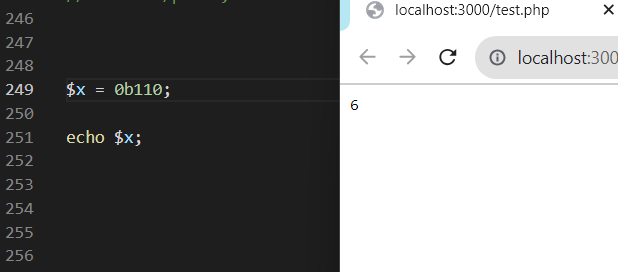 246
247
248
249 $x = 0b110;
250
251 echo $x;
252
253
254
255
256
localhost:3000/test.php
localhost:300
6